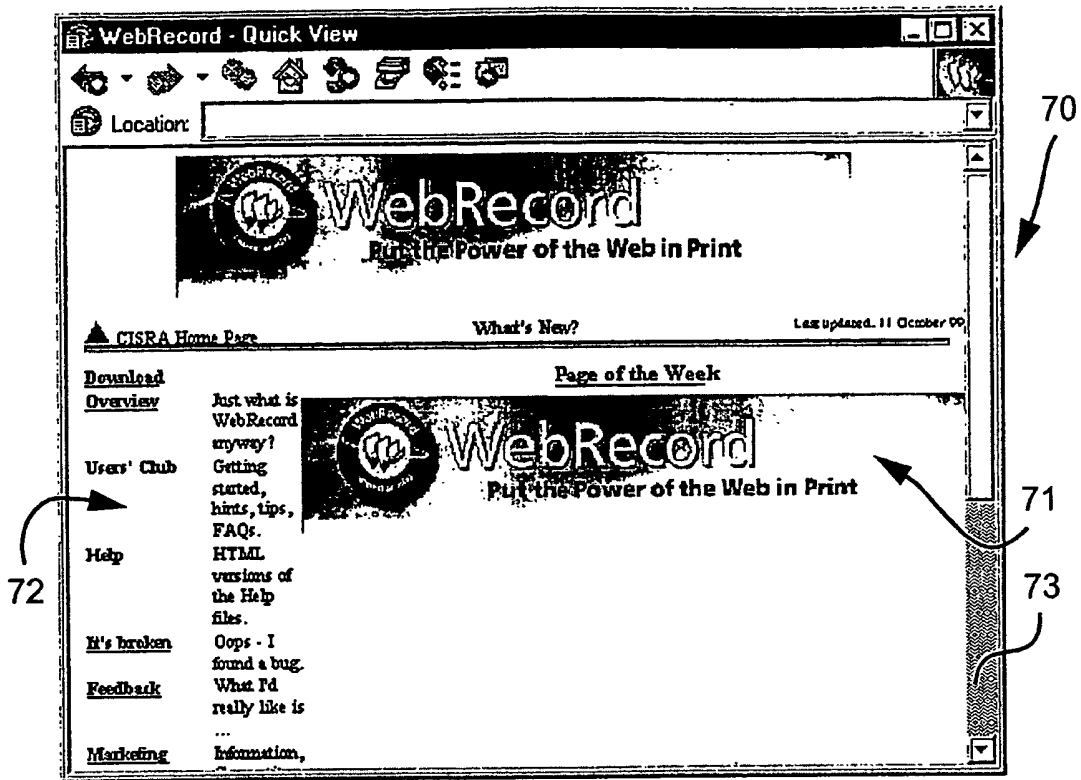 WebRecord - Quick View
Location:
70
WebRecord
Put the Power of the Web in Print
CISRA Home Page
What's New?
Last updated. 11 October 99
Download
Page of the Week
Overview
Just what is
WebRecord
anyway?
WebRecord
Put the Power of the Web in Print
Users' Club
Getting
started,
hints, tips,
FAQs.
71
72
Help
HTML
versions of
the Help
files.
73
It's broken
Oops - I
found a bug.
Feedback
What I'd
really like is
...
Marketing
Information,